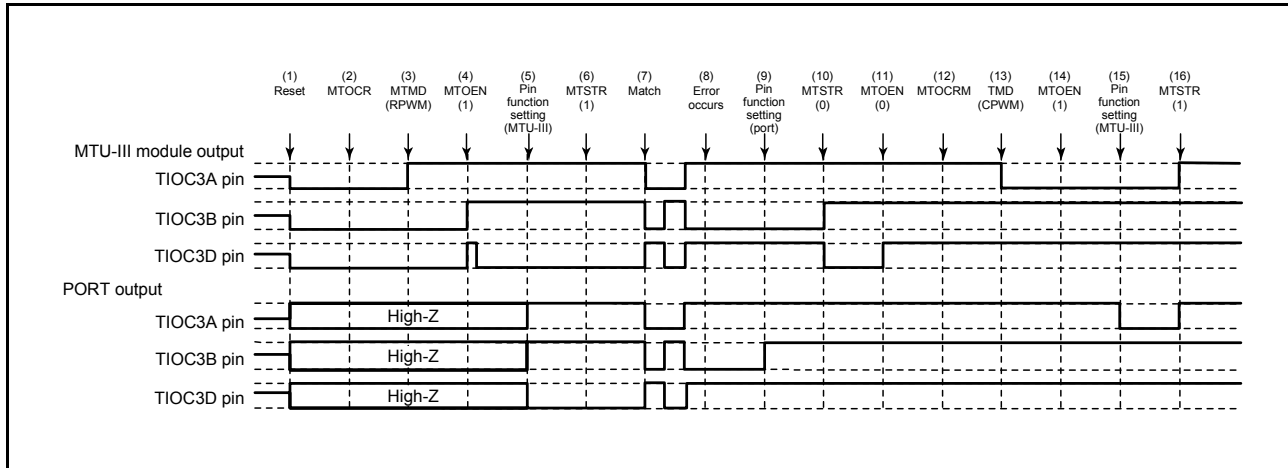 (1) (2) (3) (4) (5) (6) (7) (8) (9) (10) (11) (12) (13) (14) (15) (16)
Reset MTOCR MTMD MTOEN Pin MTSTR Match Error Pin MTSTR MTOEN MTOCRM TMD MTOEN Pin MTSTR
(RPWM) (1) function (1) occurs function (0) (0) (CPWM) (1) function (1)
setting setting setting
(MTU-III) (port) (MTU-III)
MTU-III module output
TIOC3A pin
TIOC3B pin
TIOC3D pin
PORT output
TIOC3A pin High-Z
TIOC3B pin High-Z
TIOC3D pin High-Z